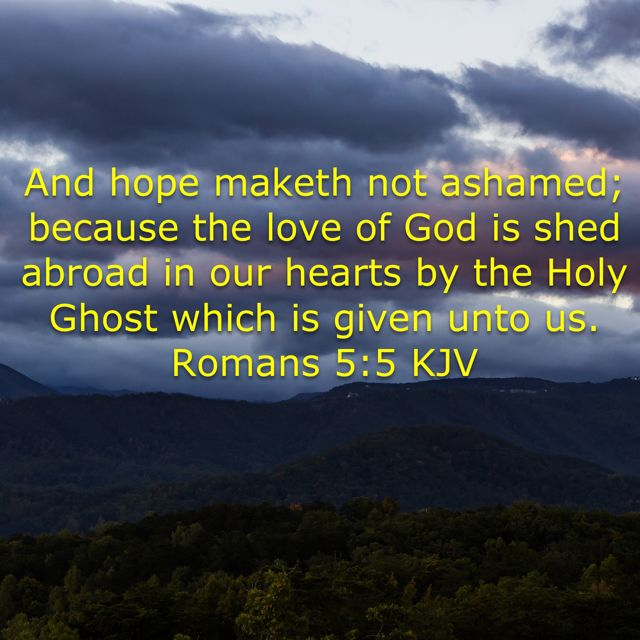 And hope maketh not ashamed;
because the love of God is shed
abroad in our hearts by the Holy
Ghost which is given unto us.
Romans 5:5 KJV